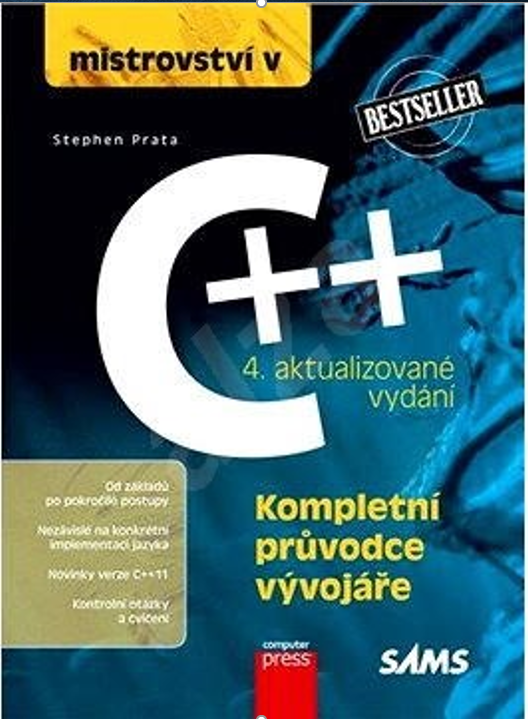 mistrovství v
BESTSELLER
Stephen Prata
C++
4. aktualizované
vydání
Od základů
po pokročilé postupy
Nezávislé na konkrétní
implementaci jazyka
Novinky verze C++11
Kontrolní otázky
a cvičení
Kompletní
průvodce
vývojáře
computer
press
SAMS